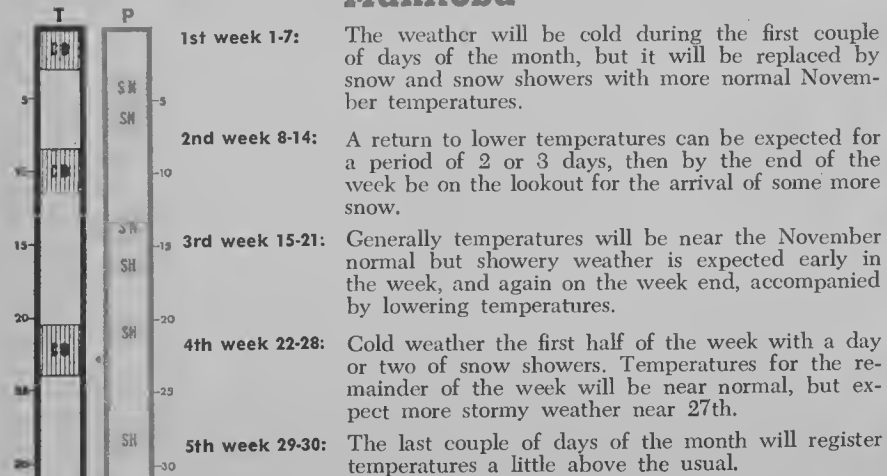 T P
1st week 1-7: The weather will be cold during the first couple
of days of the month, but it will be replaced by
snow and snow showers with more normal Novem-
ber temperatures.
2nd week 8-14: A return to lower temperatures can be expected for
a period of 2 or 3 days, then by the end of the
week be on the lookout for the arrival of some more
snow.
3rd week 15-21: Generally temperatures will be near the November
normal but showery weather is expected early in
the week, and again on the week end, accompanied
by lowering temperatures.
4th week 22-28: Cold weather the first half of the week with a day
or two of snow showers. Temperatures for the re-
mainder of the week will be near normal, but ex-
pect more stormy weather near 27th.
5th week 29-30: The last couple of days of the month will register
temperatures a little above the usual.
5
15
20
SN
SN
SH
SH
SH
5
10
15
20
25
30